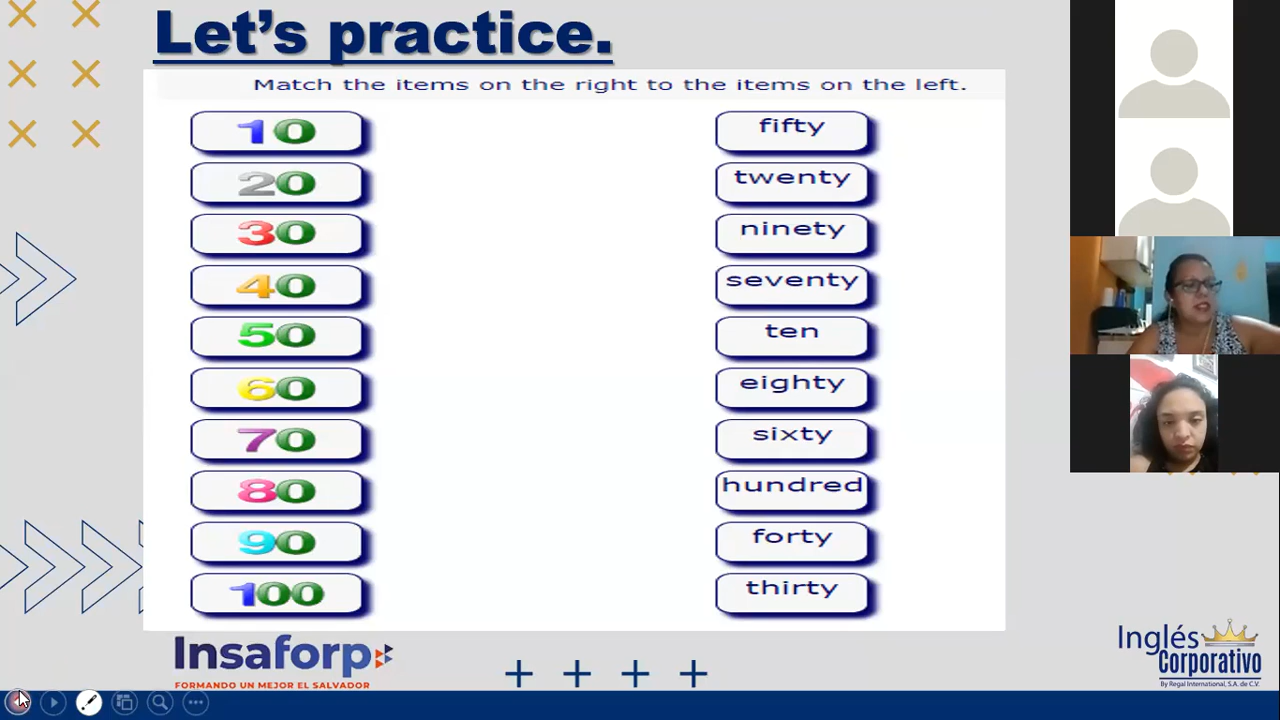 Let's practice.
Match the items on the right to the items on the left.
10 fifty
20 twenty
30 ninety
40 seventy
50 ten
60 eighty
70 sixty
80 hundred
90 forty
100 thirty
Insaforp
FORMANDO UN MEJOR EL SALVADOR
Inglés
Corporativo
By Regal International, S.A. de C.V.